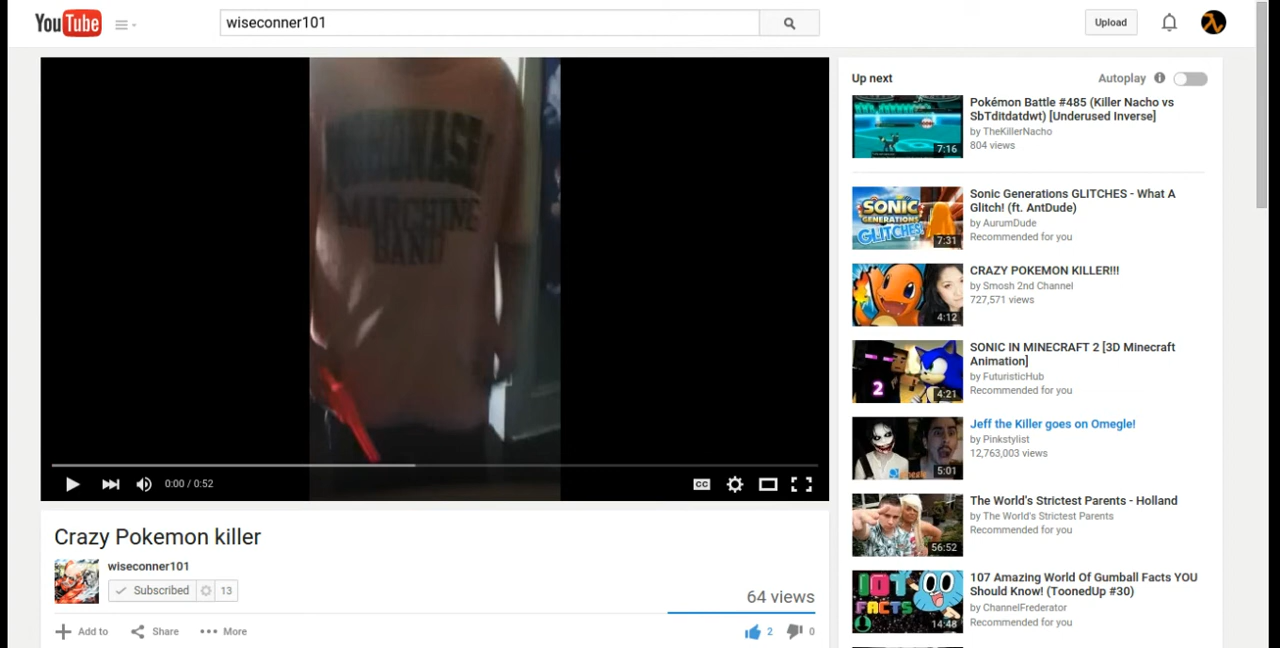 YouTube
wiseconner101
Upload
MARCHING
BAND
0:00 / 0:52
CC
Crazy Pokemon killer
wiseconner101
Subscribed 13
64 views
Add to Share More
2 0
Up next
Autoplay
7:16
Pokémon Battle #485 (Killer Nacho vs
SbTditdatdwt) [Underused Inverse]
by TheKillerNacho
804 views
SONIC
GENERATIONS
GLITCHES
7:31
Sonic Generations GLITCHES - What A
Glitch! (ft. AntDude)
by AurumDude
Recommended for you
4:12
CRAZY POKEMON KILLER!!!
by Smosh 2nd Channel
727,571 views
2
4:21
SONIC IN MINECRAFT 2 [3D Minecraft
Animation]
by FuturisticHub
Recommended for you
5:01
Jeff the Killer goes on Omegle!
by Pinkstylist
12,763,003 views
56:52
The World's Strictest Parents - Holland
by The World's Strictest Parents
Recommended for you
107
FACTS
14:48
107 Amazing World Of Gumball Facts YOU
Should Know! (ToonedUp #30)
by ChannelFrederator
Recommended for you